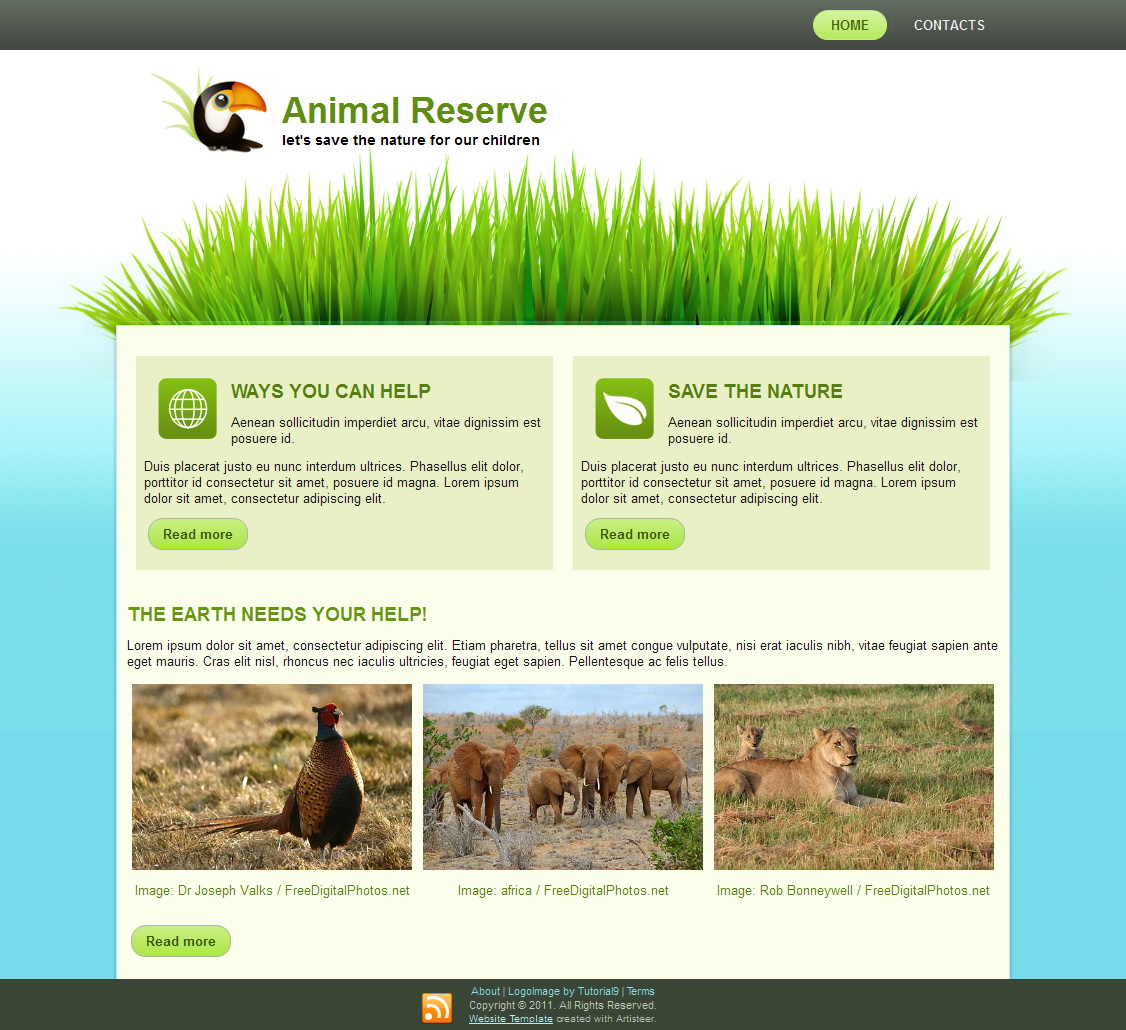 HOME
CONTACTS
Animal Reserve
let's save the nature for our children
WAYS YOU CAN HELP
Aenean sollicitudin imperdiet arcu, vitae dignissim est
posuere id.
Duis placerat justo eu nunc interdum ultrices. Phasellus elit dolor,
porttitor id consectetur sit amet, posuere id magna. Lorem ipsum
dolor sit amet, consectetur adipiscing elit.
Read more
SAVE THE NATURE
Aenean sollicitudin imperdiet arcu, vitae dignissim est
posuere id.
Duis placerat justo eu nunc interdum ultrices. Phasellus elit dolor,
porttitor id consectetur sit amet, posuere id magna. Lorem ipsum
dolor sit amet, consectetur adipiscing elit.
Read more
THE EARTH NEEDS YOUR HELP!
Lorem ipsum dolor sit amet, consectetur adipiscing elit. Etiam pharetra, tellus sit amet congue vulputate, nisi erat iaculis nibh, vitae feugiat sapien ante
eget mauris. Cras elit nisl, rhoncus nec iaculis ultricies, feugiat eget sapien. Pellentesque ac felis tellus.
Image: Dr Joseph Valks / FreeDigitalPhotos.net
Image: africa / FreeDigitalPhotos.net
Image: Rob Bonneywell / FreeDigitalPhotos.net
Read more
About | LogoImage by Tutorial9 | Terms
Copyright © 2011. All Rights Reserved.
Website Template created with Artisteer.